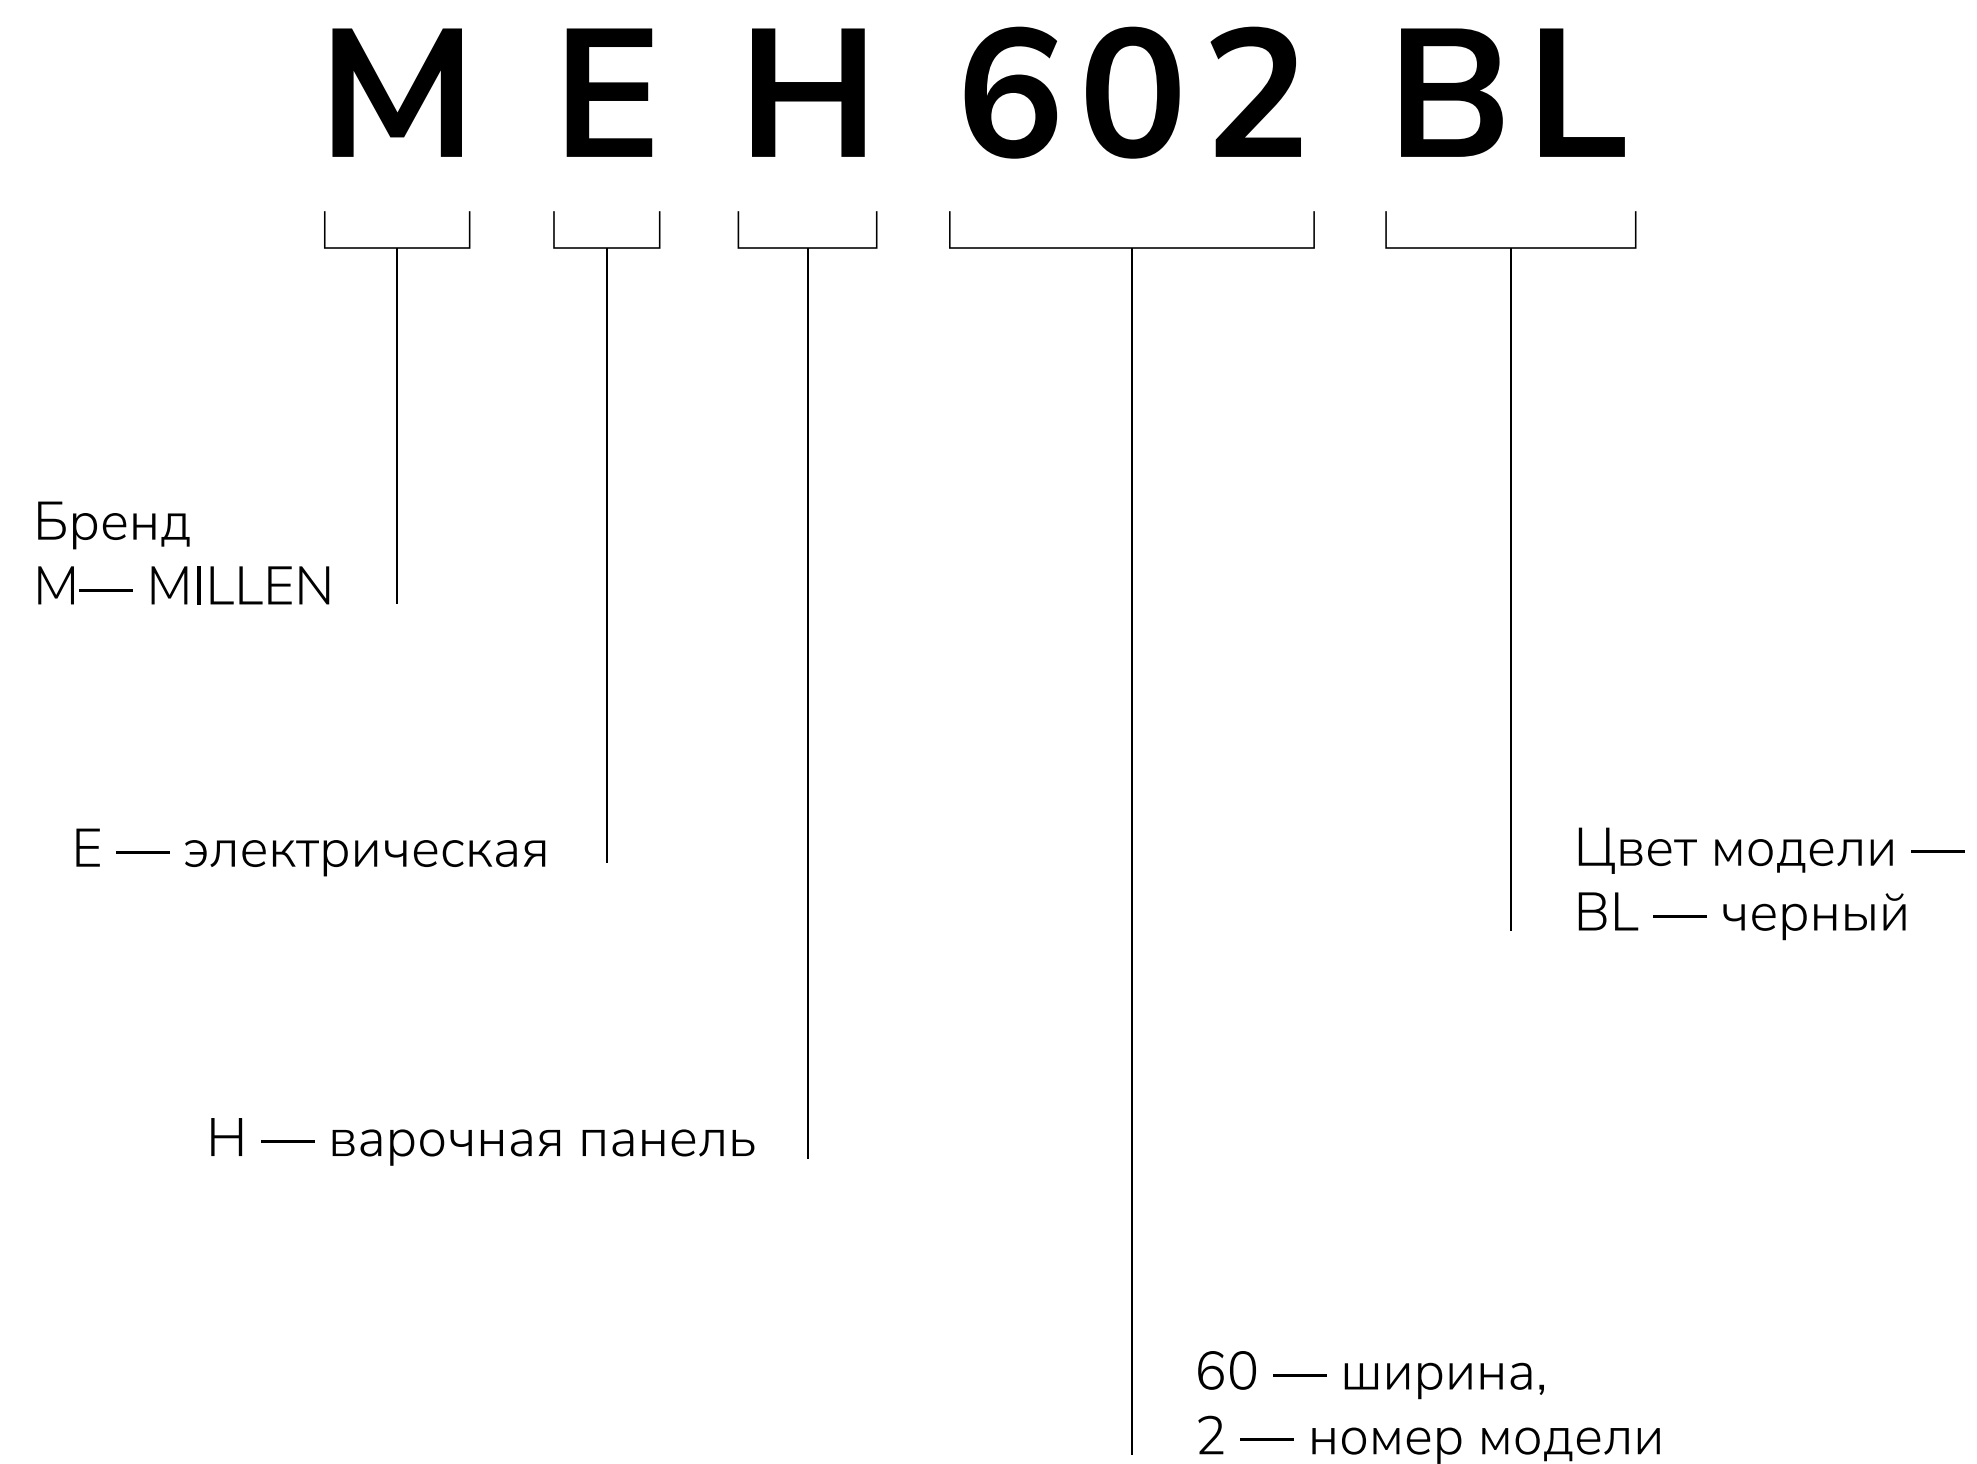 M E H 602 BL
Бренд
M— MILLEN
E — электрическая
Цвет модели —
BL — черный
H — варочная панель
60 — ширина,
2 — номер модели